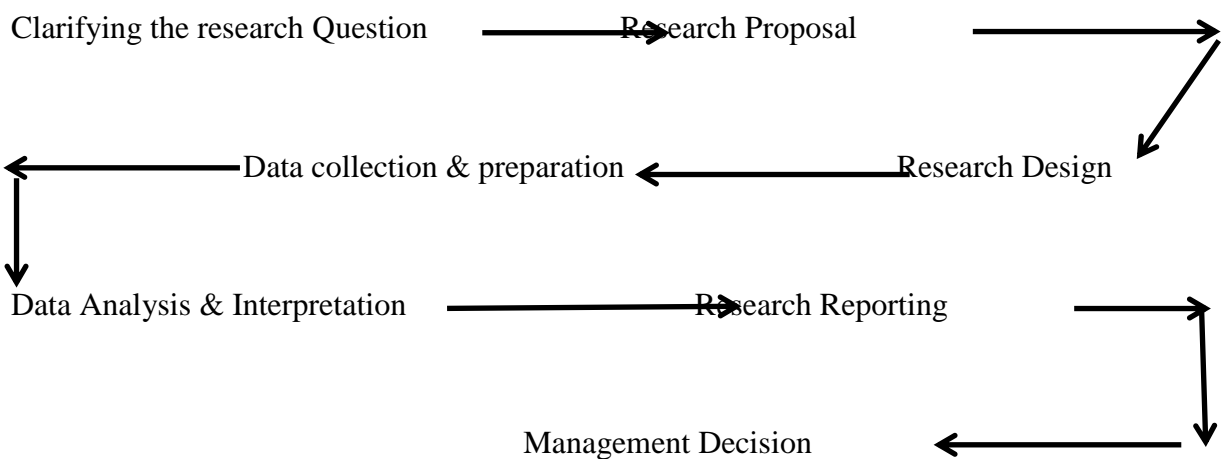 Clarifying the research Question Research Proposal
Data collection & preparation Research Design
Data Analysis & Interpretation Research Reporting
Management Decision